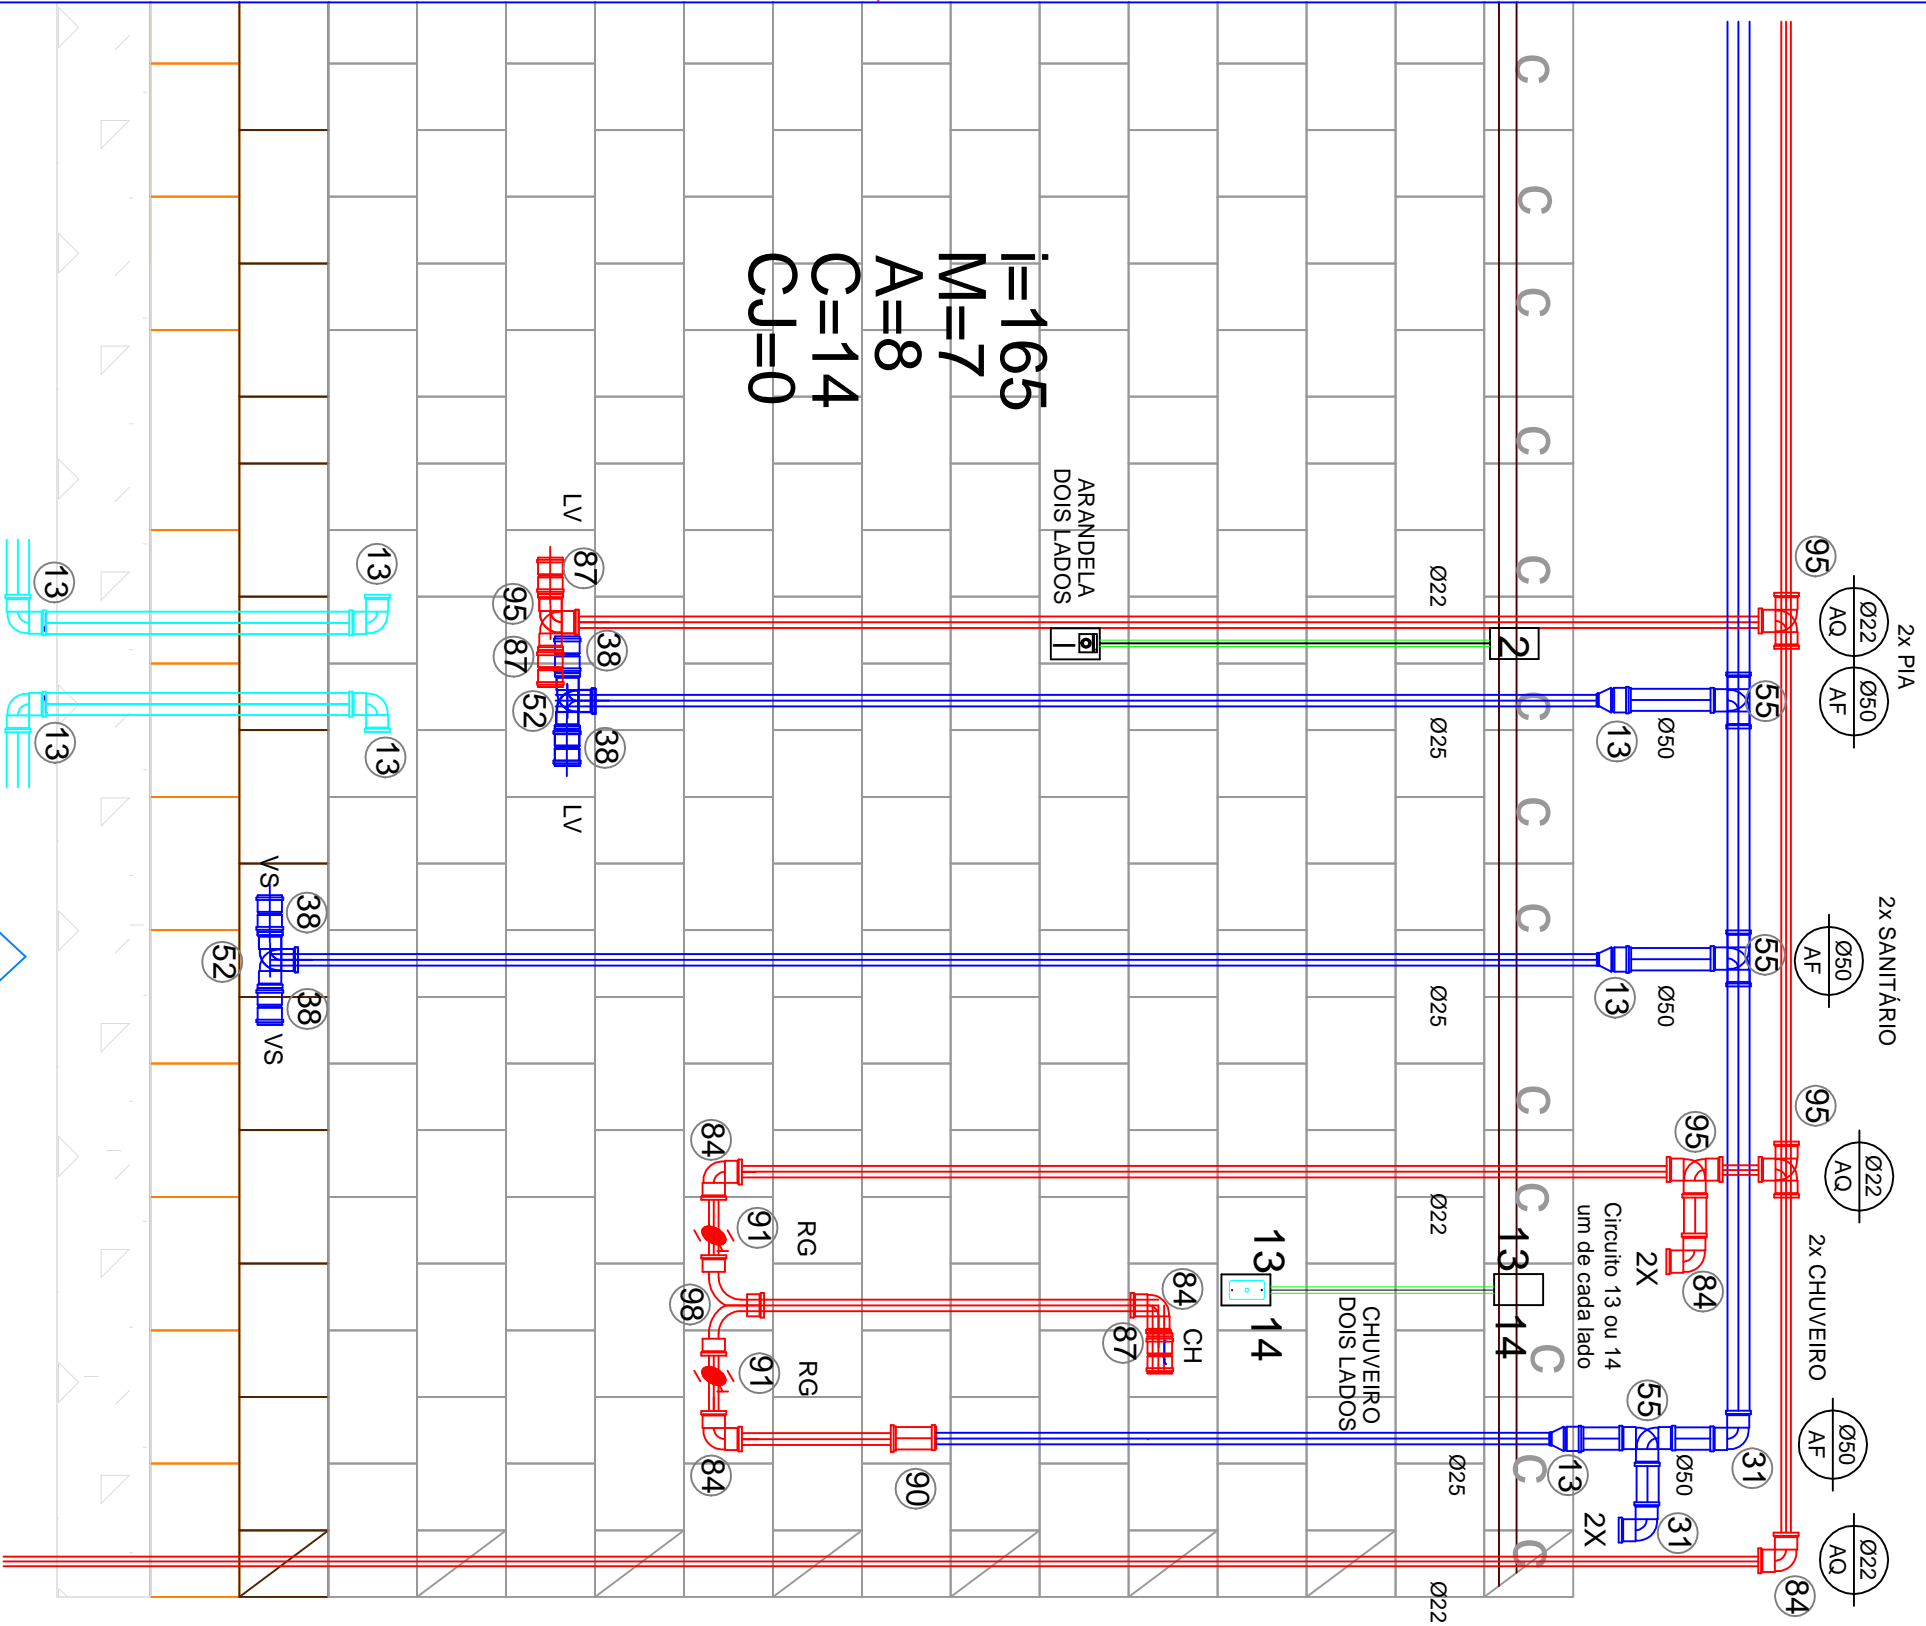 2x PIA
Ø22
AQ
Ø50
AF
2x SANITÁRIO
Ø50
AF
2x CHUVEIRO
Ø22
AQ
Ø50
AF
Ø22
AQ
95
95
84
55
55
31
Ø50
13
Ø50
13
95
84
2X
Circuito 13 ou 14
um de cada lado
55
Ø50
13
31
2X
C
C
C
C
C
C
C
C
C
C
C
C
C
2
13
14
Ø22
Ø25
Ø25
Ø22
Ø25
Ø22
CHUVEIRO
DOIS LADOS
13
14
84
CH
87
ARANDELA
DOIS LADOS
i=165
M=7
A=8
C=14
CJ=0
90
RG
91
RG
91
84
98
84
LV
87
95
87
38
52
38
LV
13
13
VS
38
52
38
VS
13
13